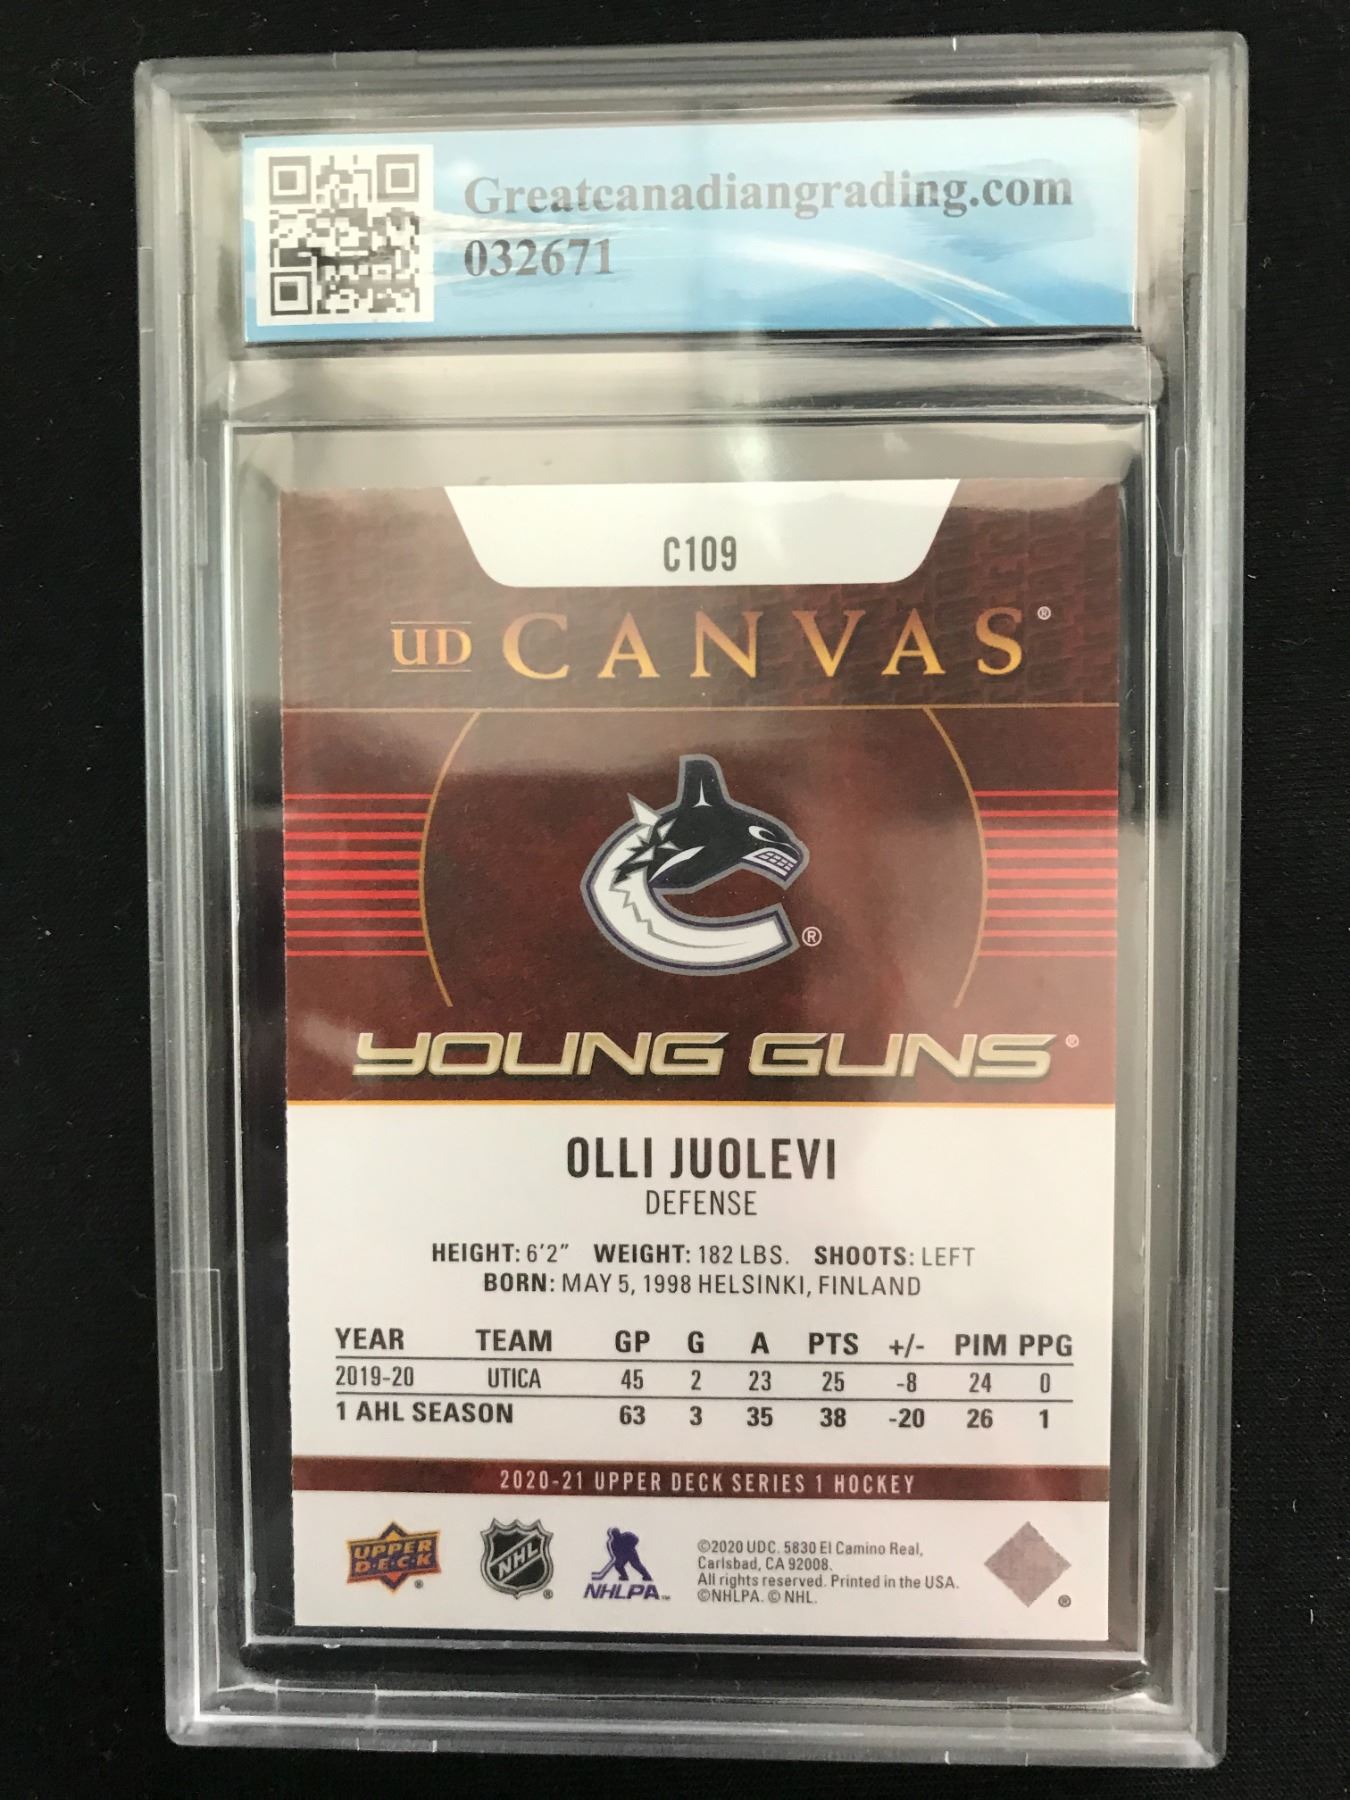 Greatcanadiangrading.com
032671
C109
UD CANVAS®
®
YOUNG GUNS®
OLLI JUOLEVI
DEFENSE
HEIGHT: 6'2" WEIGHT: 182 LBS. SHOOTS: LEFT
BORN: MAY 5, 1998 HELSINKI, FINLAND
YEAR TEAM GP G A PTS +/- PIM PPG
2019-20 UTICA 45 2 23 25 -8 24 0
1 AHL SEASON 63 3 35 38 -20 26 1
2020-21 UPPER DECK SERIES 1 HOCKEY
UPPER DECK®
NHL®
NHLPA™
©2020 UDC. 5830 El Camino Real,
Carlsbad, CA 92008.
All rights reserved. Printed in the USA.
©NHLPA. © NHL.
®